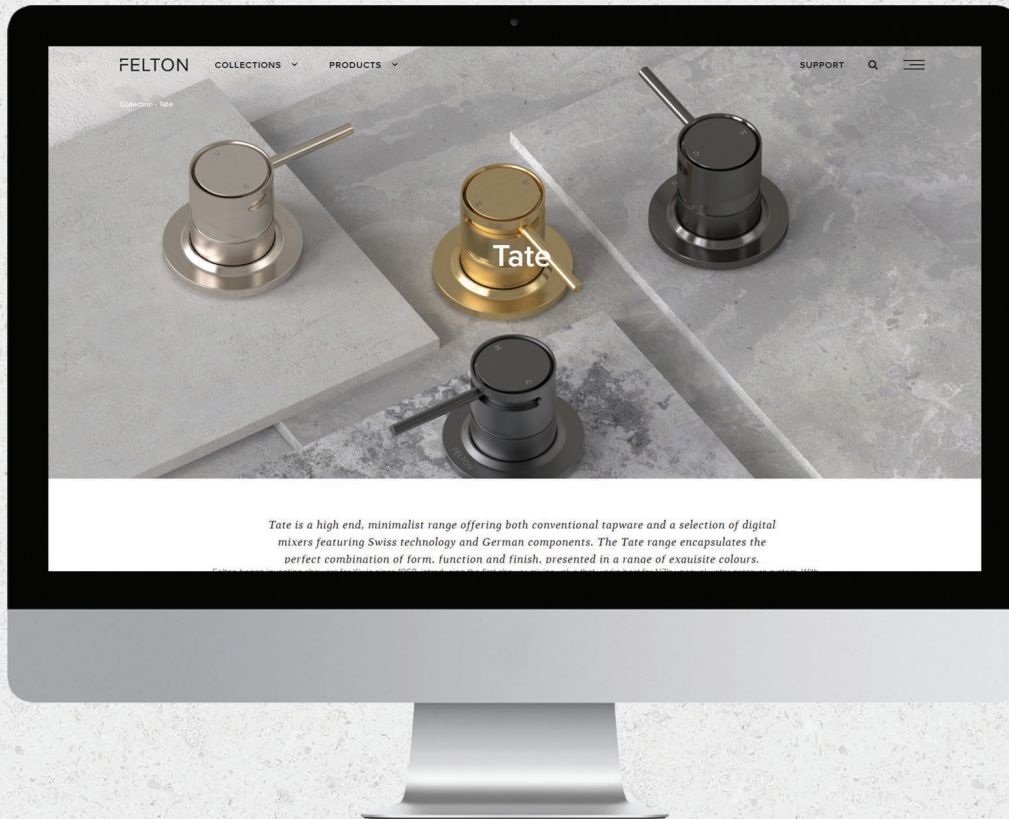 FELTON COLLECTIONS PRODUCTS SUPPORT
Collection - Tate
H C
Tate
H C
FELTON
Tate is a high end, minimalist range offering both conventional tapware and a selection of digital
mixers featuring Swiss technology and German components. The Tate range encapsulates the
perfect combination of form, function and finish, presented in a range of exquisite colours.